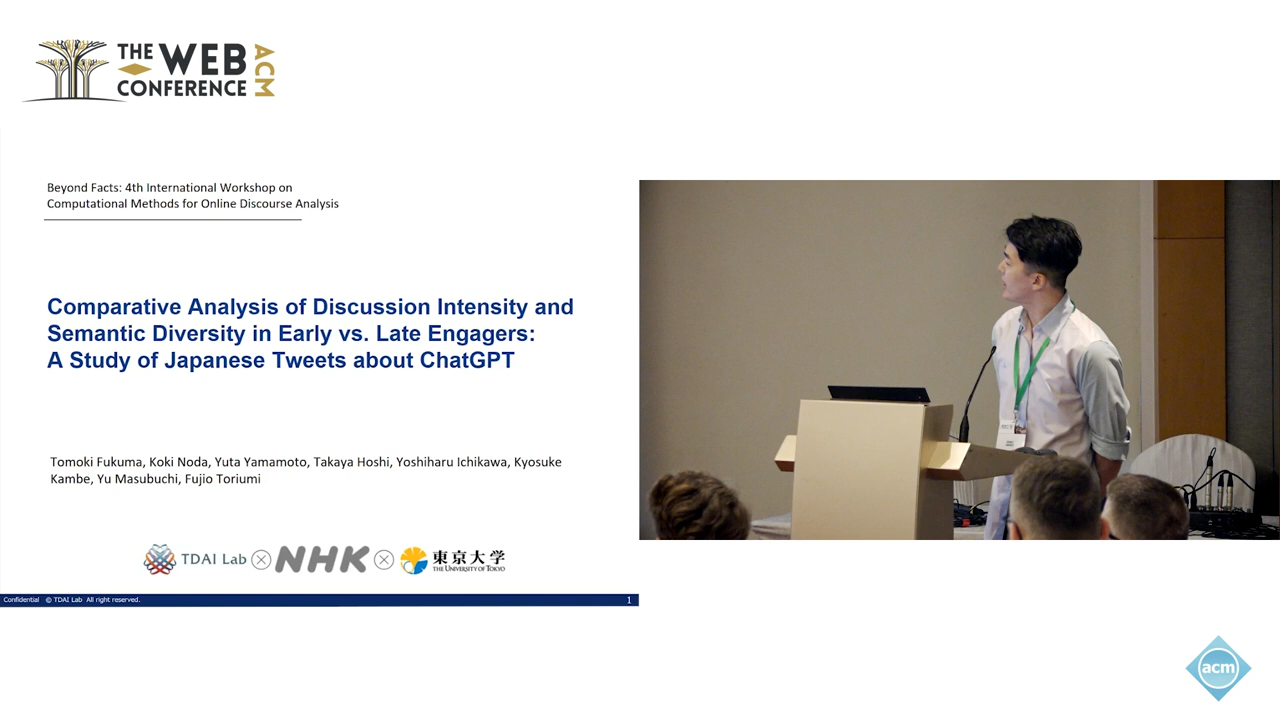 THE WEB CONFERENCE ACM
Beyond Facts: 4th International Workshop on
Computational Methods for Online Discourse Analysis
Comparative Analysis of Discussion Intensity and
Semantic Diversity in Early vs. Late Engagers:
A Study of Japanese Tweets about ChatGPT
Tomoki Fukuma, Koki Noda, Yuta Yamamoto, Takaya Hoshi, Yoshiharu Ichikawa, Kyosuke
Kambe, Yu Masubuchi, Fujio Toriumi
TDAI Lab NHK 東京大学
THE UNIVERSITY OF TOKYO
Confidential © TDAI Lab All right reserved. 1
acm